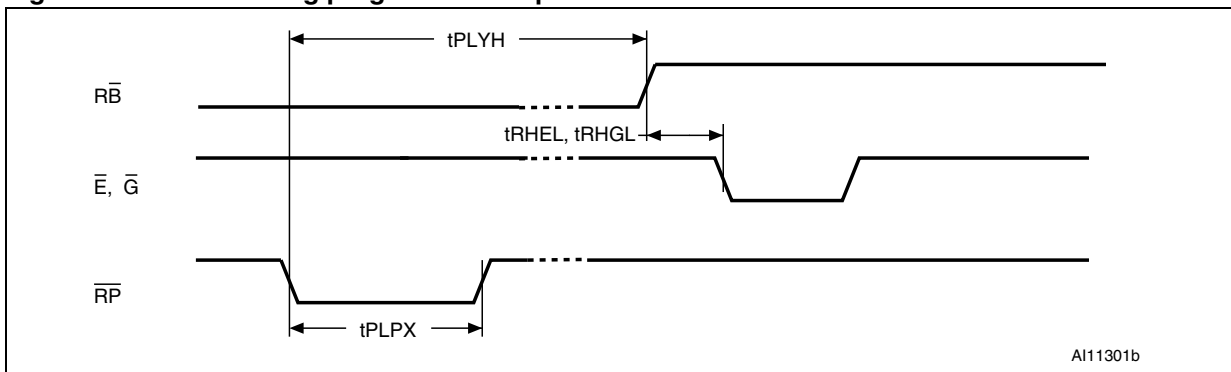 tPLYH
RB̅
tRHEL, tRHGL
E̅, G̅
R̅P̅
tPLPX
AI11301b